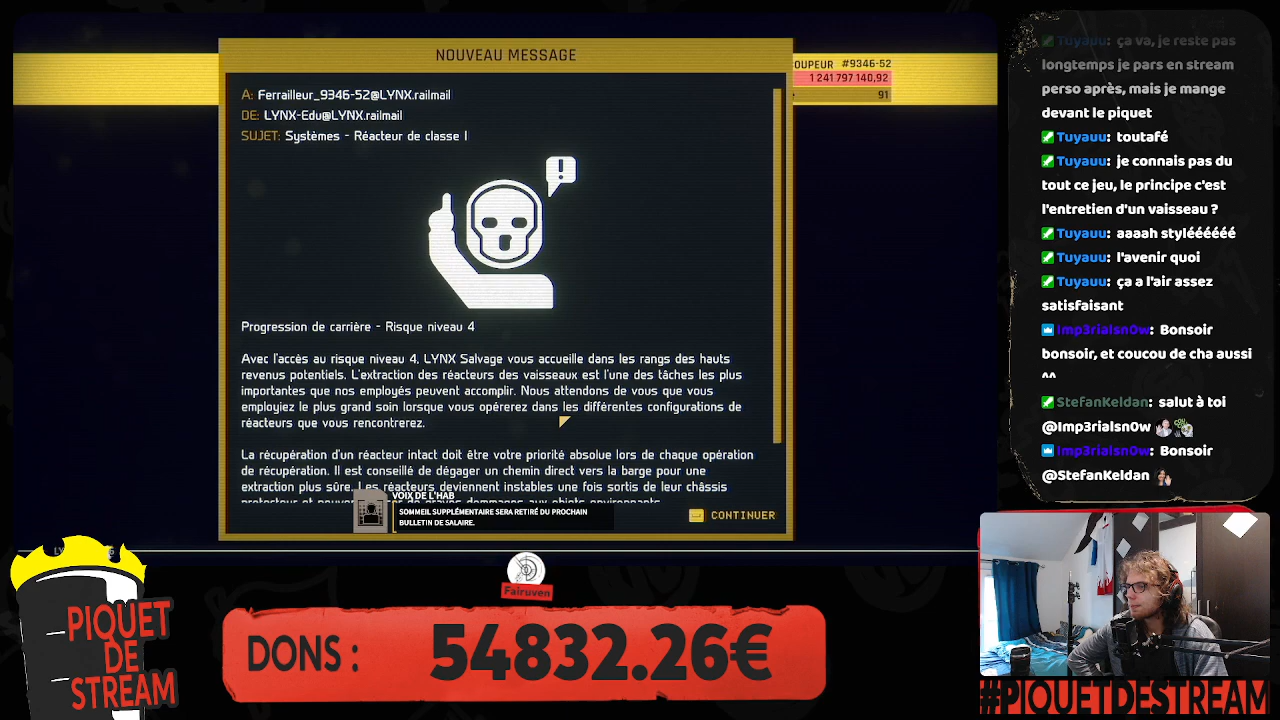 NOUVEAU MESSAGE
OUPEUR #9346-52
1 241 797 140,92
91
A: Ferrailleur_9346-52@LYNX.railmail
DE: LYNX-Edu@LYNX.railmail
SUJET: Systèmes - Réacteur de classe I
!
Progression de carrière - Risque niveau 4
Avec l'accès au risque niveau 4, LYNX Salvage vous accueille dans les rangs des hauts
revenus potentiels. L'extraction des réacteurs des vaisseaux est l'une des tâches les plus
importantes que nos employés peuvent accomplir. Nous attendons de vous que vous
employiez le plus grand soin lorsque vous opérerez dans les différentes configurations de
réacteurs que vous rencontrerez.
La récupération d'un réacteur intact doit être votre priorité absolue lors de chaque opération
de récupération. Il est conseillé de dégager un chemin direct vers la barge pour une
extraction plus sûre. Les réacteurs deviennent instables une fois sortis de leur châssis
VOIX DE L'HAB
SOMMEIL SUPPLÉMENTAIRE SERA RETIRÉ DU PROCHAIN
BULLETIN DE SALAIRE.
CONTINUER
Tuyauu: ça va, je reste pas
longtemps je pars en stream
perso après, mais je mange
devant le piquet
Tuyauu: toutafé
Tuyauu: je connais pas du
tout ce jeu, le principe c'est
l'entretien d'un vaisseau ?
Tuyauu: aaaah styléééééé
Tuyauu: l'avenir quoi
Tuyauu: ça a l'air assez
satisfaisant
Imp3rialsn0w: Bonsoir
bonsoir, et coucou de chez moi
^^
StefanKeldan: salut à toi
@Imp3rialsn0w
Imp3rialsn0w: Bonsoir
@StefanKeldan
Fairuven
PIQUET
DE
STREAM
DONS : 54832.26€
#PIQUETDESTREAM